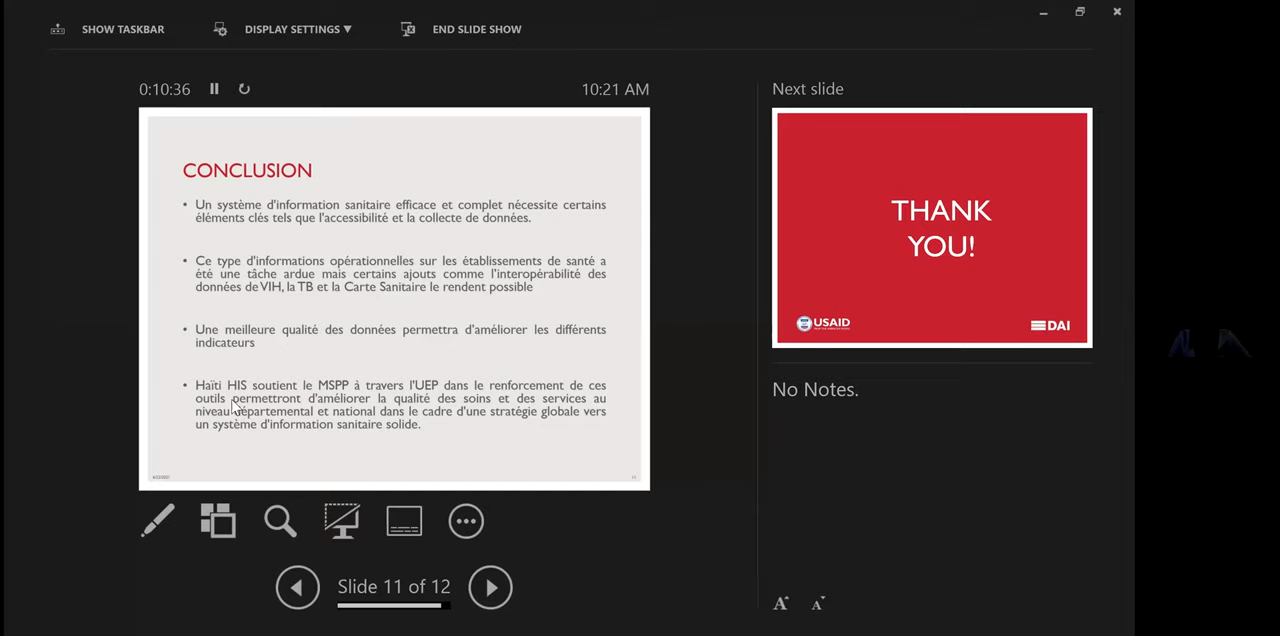 SHOW TASKBAR
DISPLAY SETTINGS ▼
END SLIDE SHOW
0:10:36
10:21 AM
CONCLUSION
• Un système d'information sanitaire efficace et complet nécessite certains
éléments clés tels que l'accessibilité et la collecte de données.
• Ce type d'informations opérationnelles sur les établissements de santé a
été une tâche ardue mais certains ajouts comme l'interopérabilité des
données de VIH, la TB et la Carte Sanitaire le rendent possible
• Une meilleure qualité des données permettra d'améliorer les différents
indicateurs
• Haïti HIS soutient le MSPP à travers l'UEP dans le renforcement de ces
outils permettront d'améliorer la qualité des soins et des services au
niveau départemental et national dans le cadre d'une stratégie globale vers
un système d'information sanitaire solide.
11
Slide 11 of 12
Next slide
THANK
YOU!
USAID
DAI
No Notes.
A A